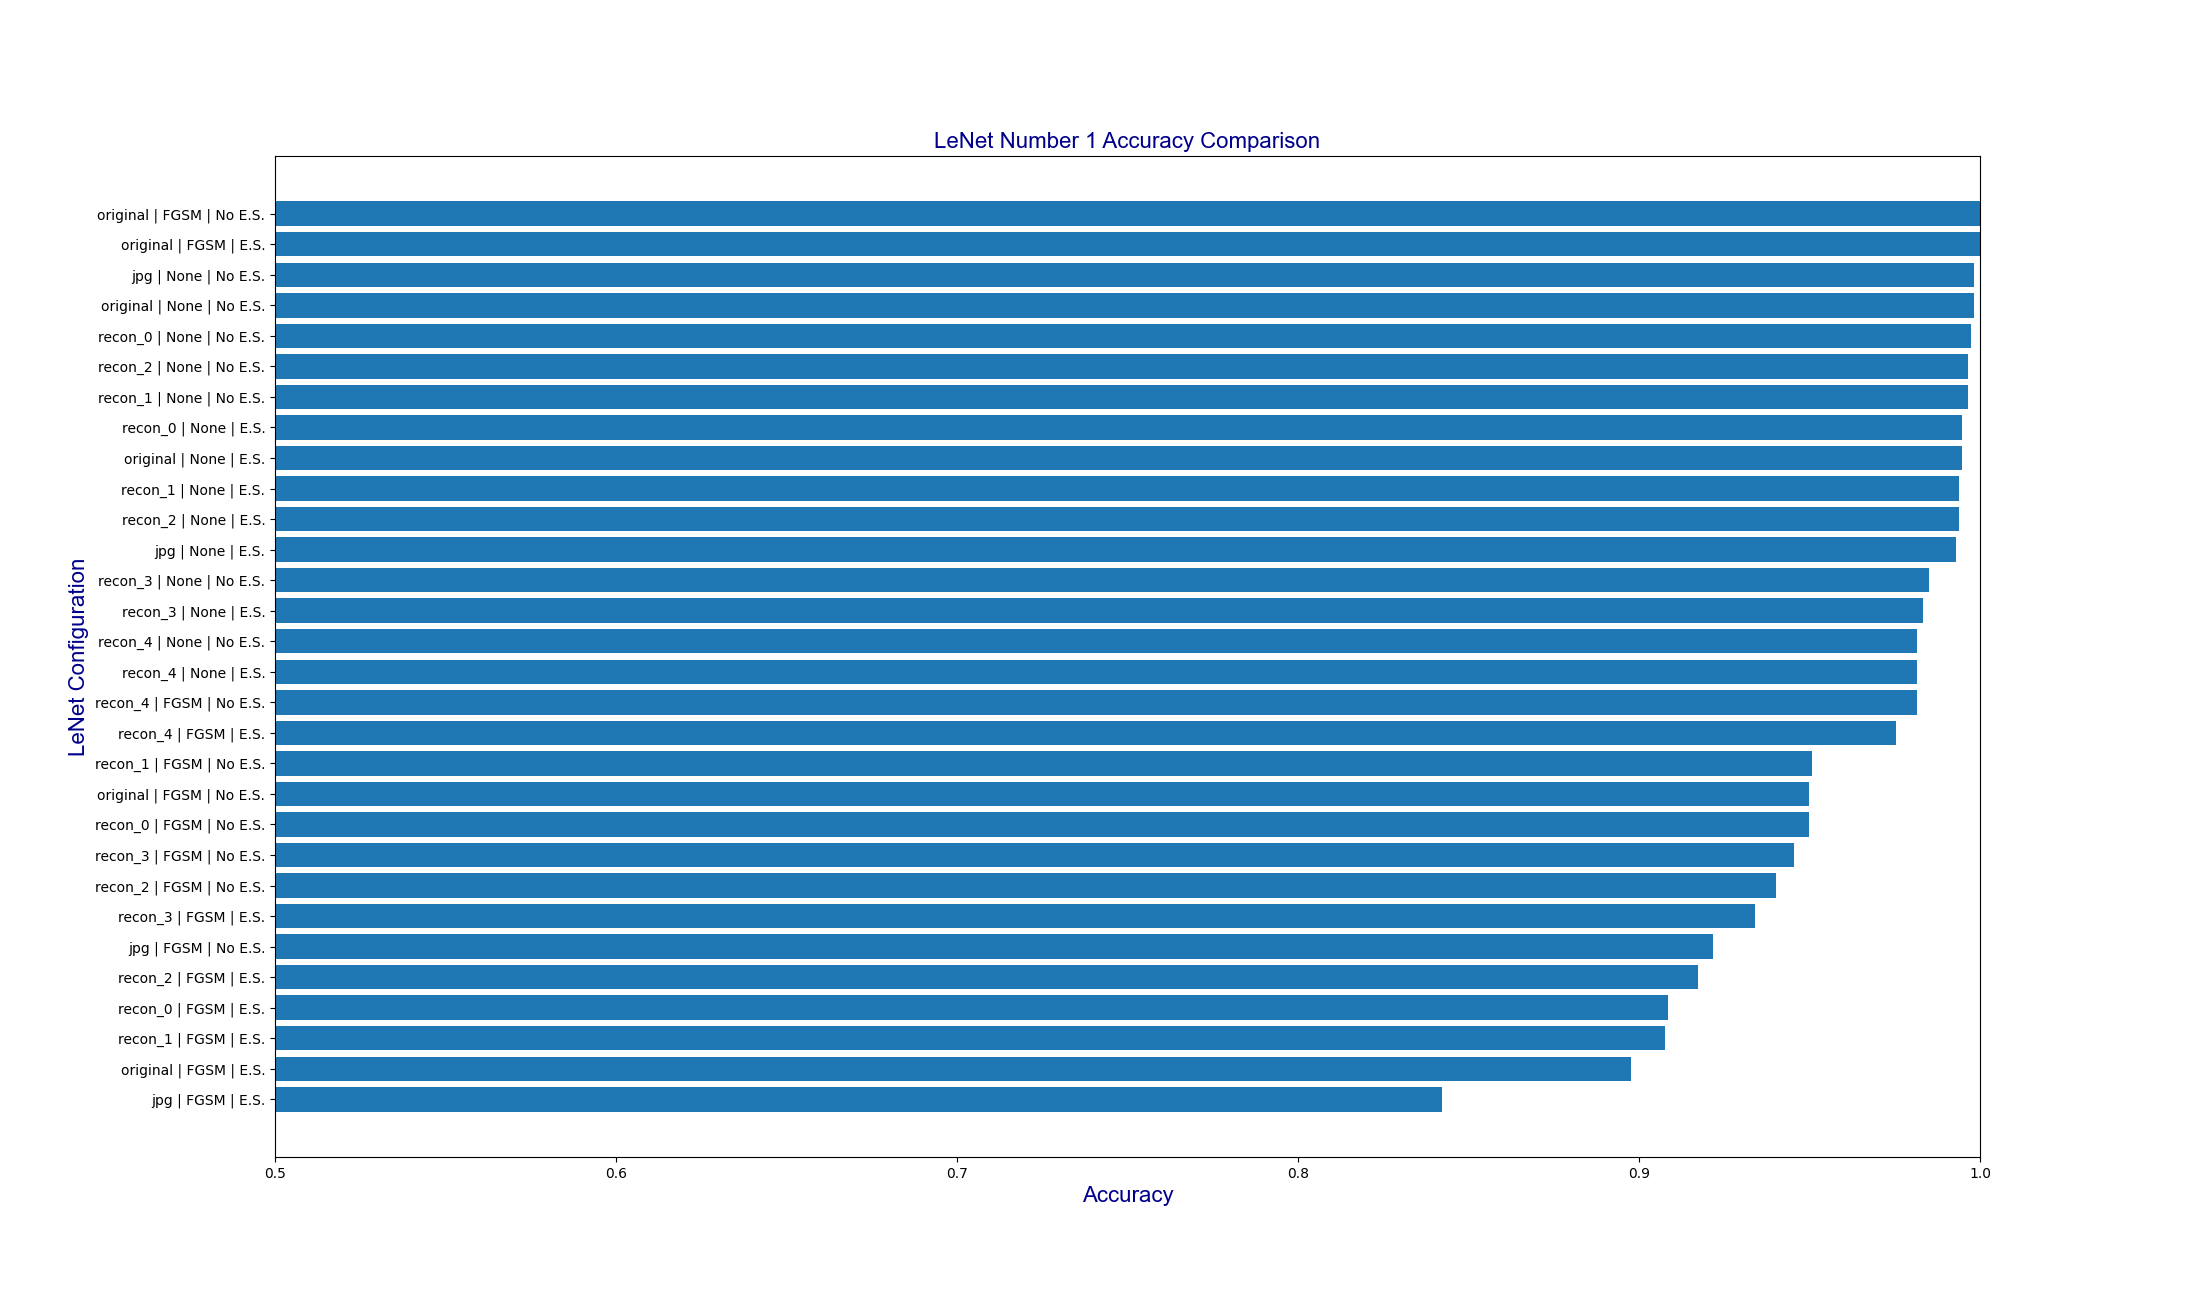 LeNet Number 1 Accuracy Comparison
original | FGSM | No E.S.
original | FGSM | E.S.
jpg | None | No E.S.
original | None | No E.S.
recon_0 | None | No E.S.
recon_2 | None | No E.S.
recon_1 | None | No E.S.
recon_0 | None | E.S.
original | None | E.S.
recon_1 | None | E.S.
recon_2 | None | E.S.
jpg | None | E.S.
recon_3 | None | No E.S.
recon_3 | None | E.S.
recon_4 | None | No E.S.
recon_4 | None | E.S.
recon_4 | FGSM | No E.S.
recon_4 | FGSM | E.S.
recon_1 | FGSM | No E.S.
original | FGSM | No E.S.
recon_0 | FGSM | No E.S.
recon_3 | FGSM | No E.S.
recon_2 | FGSM | No E.S.
recon_3 | FGSM | E.S.
jpg | FGSM | No E.S.
recon_2 | FGSM | E.S.
recon_0 | FGSM | E.S.
recon_1 | FGSM | E.S.
original | FGSM | E.S.
jpg | FGSM | E.S.
LeNet Configuration
0.5 0.6 0.7 0.8 0.9 1.0
Accuracy